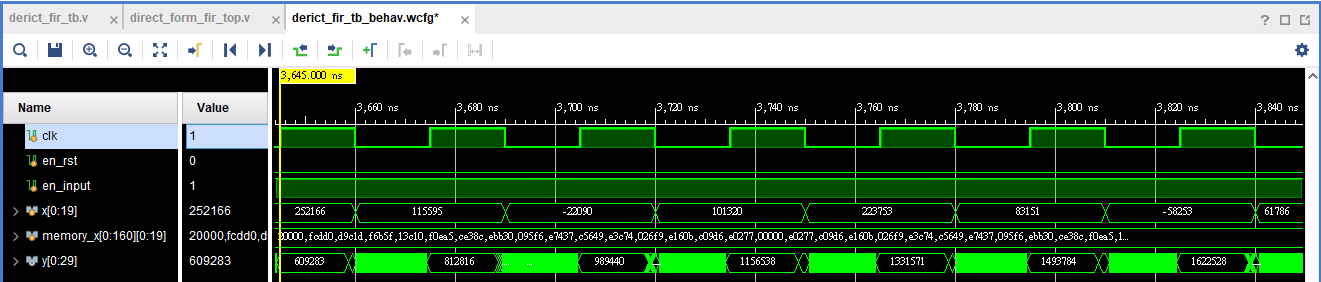 derict_fir_tb.v × direct_form_fir_top.v × derict_fir_tb_behav.wcfg* ×
3,645.000 ns
3,660 ns 3,680 ns 3,700 ns 3,720 ns 3,740 ns 3,760 ns 3,780 ns 3,800 ns 3,820 ns 3,840 ns
Name Value
clk 1
en_rst 0
en_input 1
x[0:19] 252166 252166 115595 -22090 101320 223753 83151 -58253 61786
memory_x[0:160][0:19] 20000,fcdd0,d 20000,fcdd0,d9c1d,f6b5f,13c10,f0ea5,ce38c,ebb30,095f6,e7437,c5649,e3c74,026f9,e160b,c09d6,e0277,00000,e0277,c09d6,e160b,026f9,e3c74,c5649,e7437,095f6,ebb30,ce38c,f0ea5,1...
y[0:29] 609283 609283 812816 ... 989440 1156538 1331571 1493784 1622528